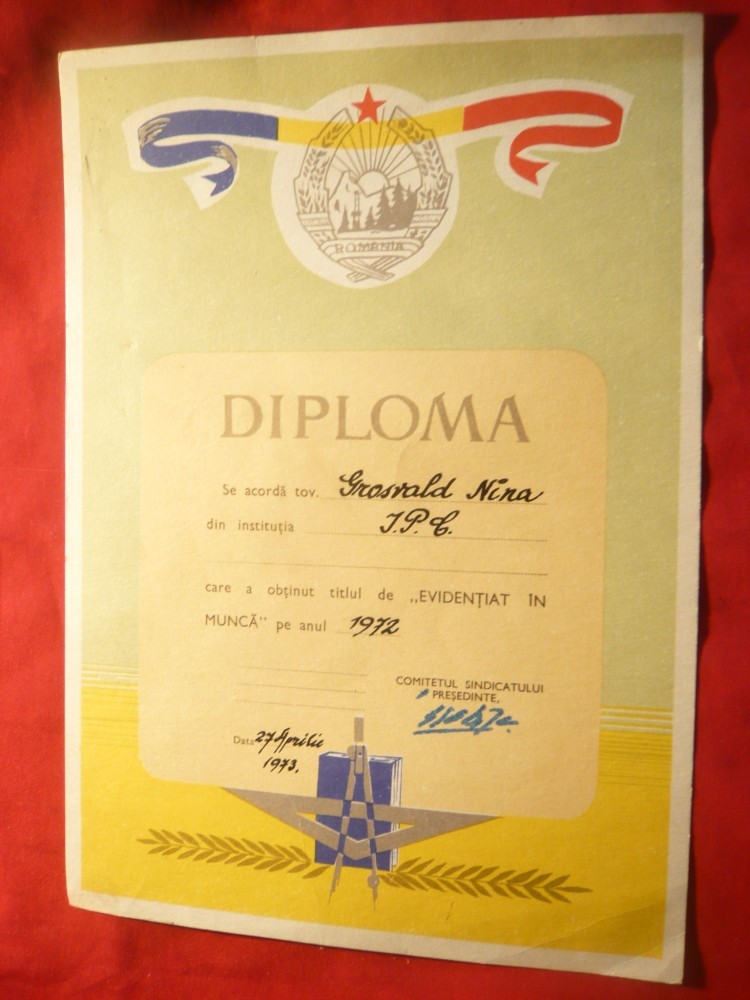 ROMÂNIA
DIPLOMA
Se acordă tov. Grosvald Nina
din instituția I.P.C.
care a obținut titlul de „EVIDENȚIAT ÎN
MUNCĂ" pe anul 1972
COMITETUL SINDICATULUI
PREȘEDINTE,
Data 27 Aprilie
1973.